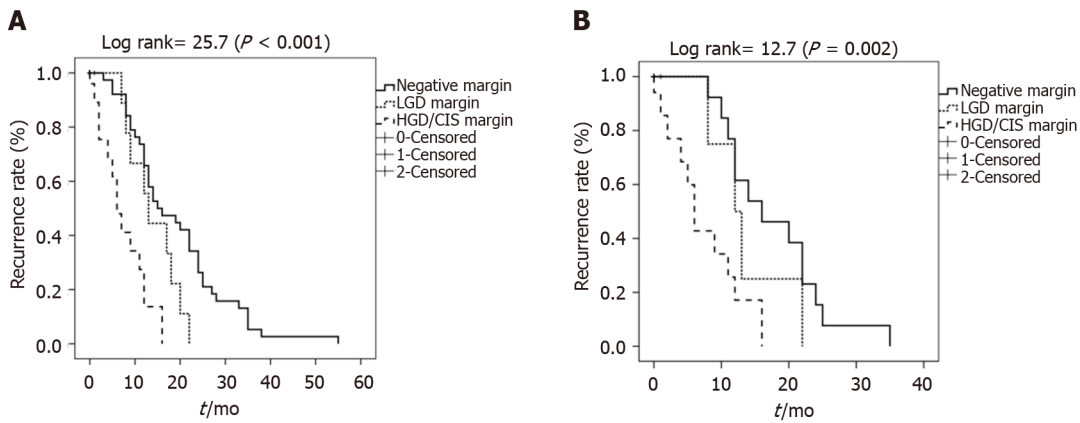 A
Log rank= 25.7 (P < 0.001)
Recurrence rate (%)
1.0
0.8
0.6
0.4
0.2
0.0
0 10 20 30 40 50 60
t/mo
Negative margin
LGD margin
HGD/CIS margin
0-Censored
1-Censored
2-Censored
B
Log rank= 12.7 (P = 0.002)
Recurrence rate (%)
1.0
0.8
0.6
0.4
0.2
0.0
0 10 20 30 40
t/mo
Negative margin
LGD margin
HGD/CIS margin
0-Censored
1-Censored
2-Censored